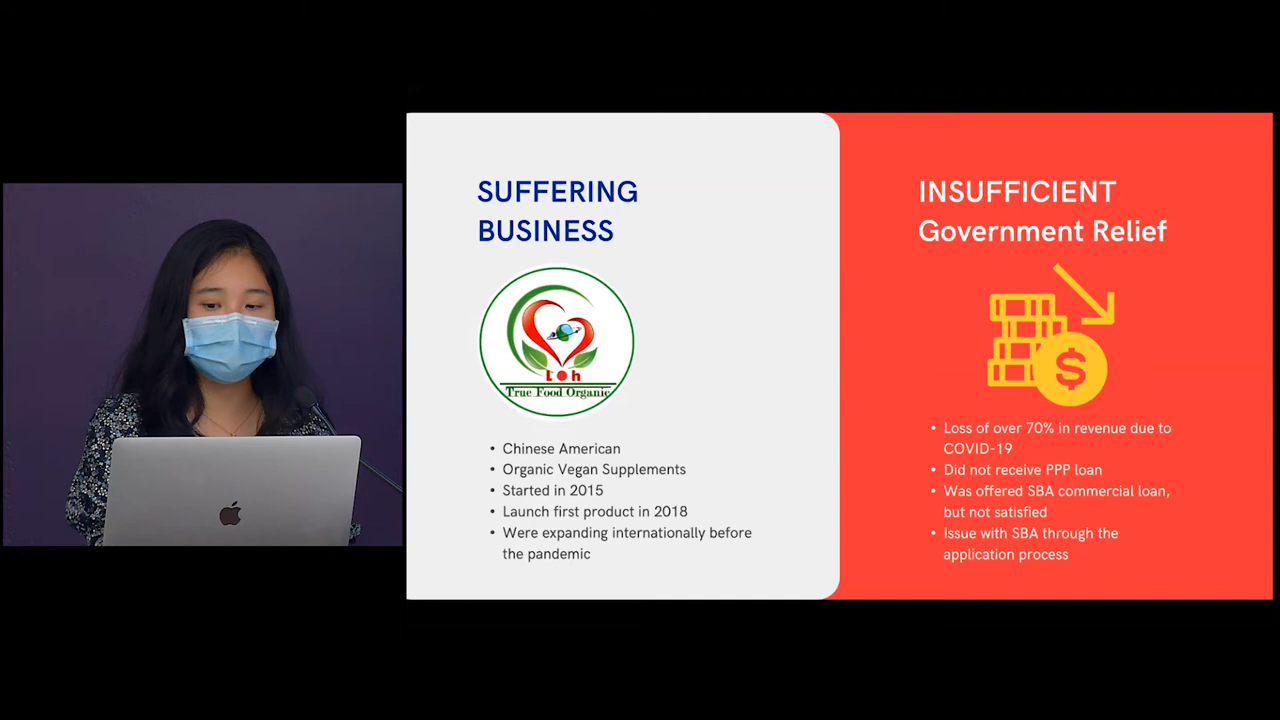 SUFFERING
BUSINESS
L h
True Food Organic
• Chinese American
• Organic Vegan Supplements
• Started in 2015
• Launch first product in 2018
• Were expanding internationally before
the pandemic
INSUFFICIENT
Government Relief
$
• Loss of over 70% in revenue due to
COVID-19
• Did not receive PPP loan
• Was offered SBA commercial loan,
but not satisfied
• Issue with SBA through the
application process